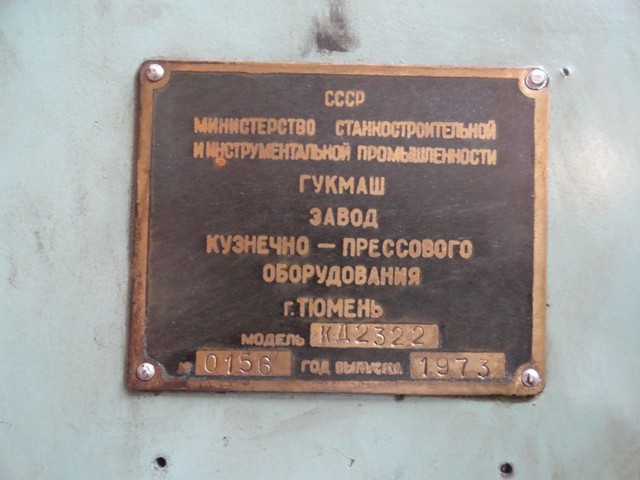 СССР
МИНИСТЕРСТВО СТАНКОСТРОИТЕЛЬНОЙ
И ИНСТРУМЕНТАЛЬНОЙ ПРОМЫШЛЕННОСТИ
ГУКМАШ
ЗАВОД
КУЗНЕЧНО — ПРЕССОВОГО
ОБОРУДОВАНИЯ
г. ТЮМЕНЬ
МОДЕЛЬ КД2322
№ 0156 ГОД ВЫПУСКА 1973